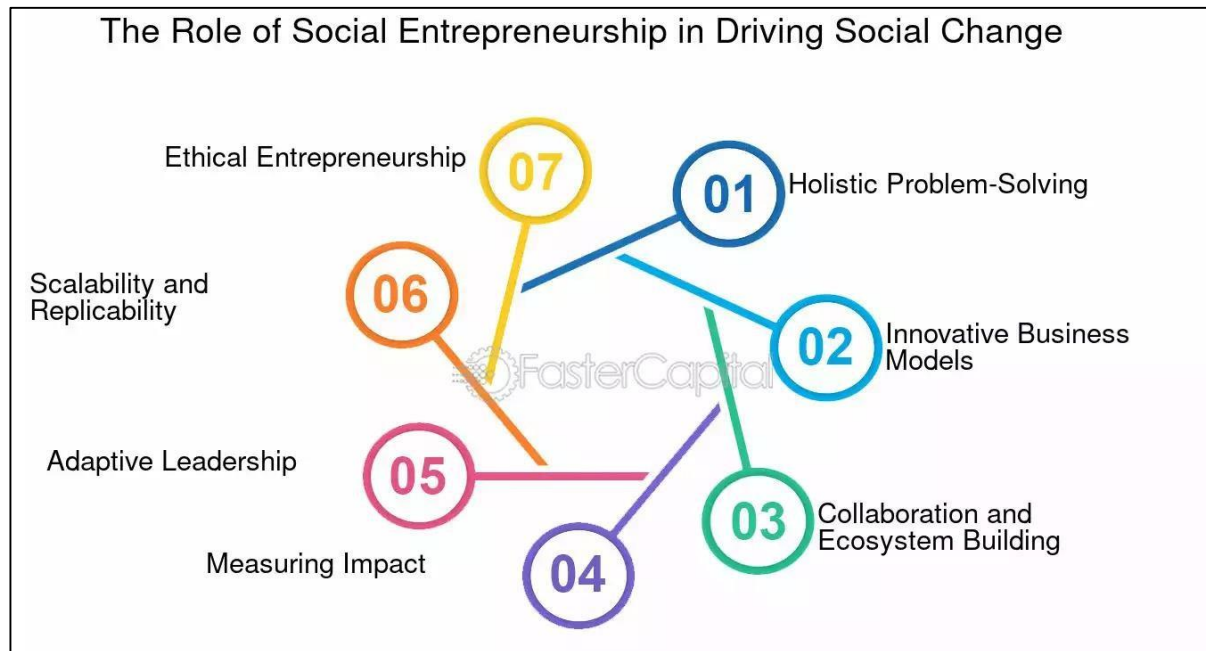 The Role of Social Entrepreneurship in Driving Social Change
01
Holistic Problem-Solving
02
Innovative Business
Models
03
Collaboration and
Ecosystem Building
04
Measuring Impact
05
Adaptive Leadership
06
Scalability and
Replicability
07
Ethical Entrepreneurship
FasterCapital